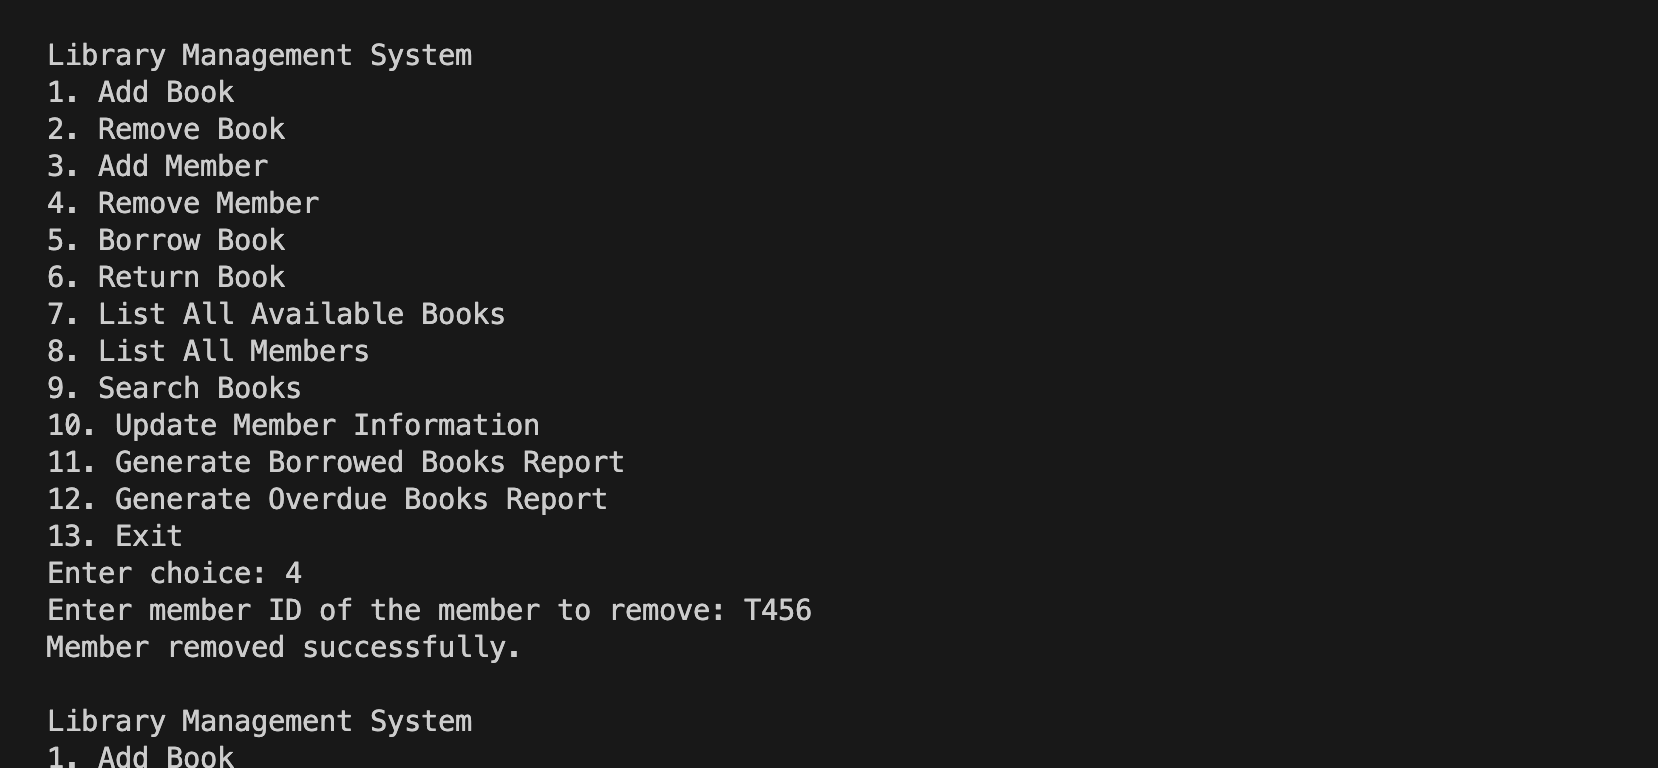 Library Management System
1. Add Book
2. Remove Book
3. Add Member
4. Remove Member
5. Borrow Book
6. Return Book
7. List All Available Books
8. List All Members
9. Search Books
10. Update Member Information
11. Generate Borrowed Books Report
12. Generate Overdue Books Report
13. Exit
Enter choice: 4
Enter member ID of the member to remove: T456
Member removed successfully.
Library Management System
1. Add Book